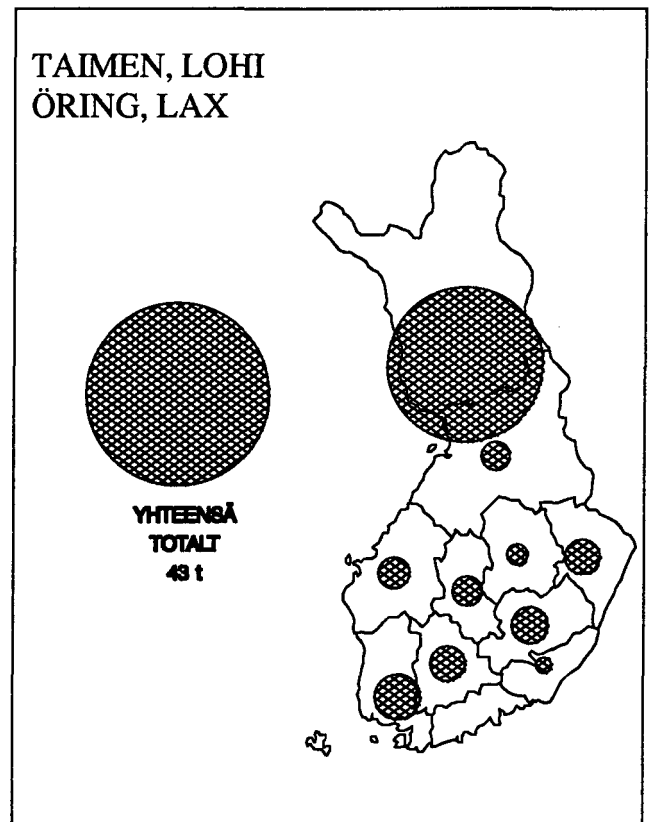 TAIMEN, LOHI
ÖRING, LAX
YHTEENSÄ
TOTALT
43 t